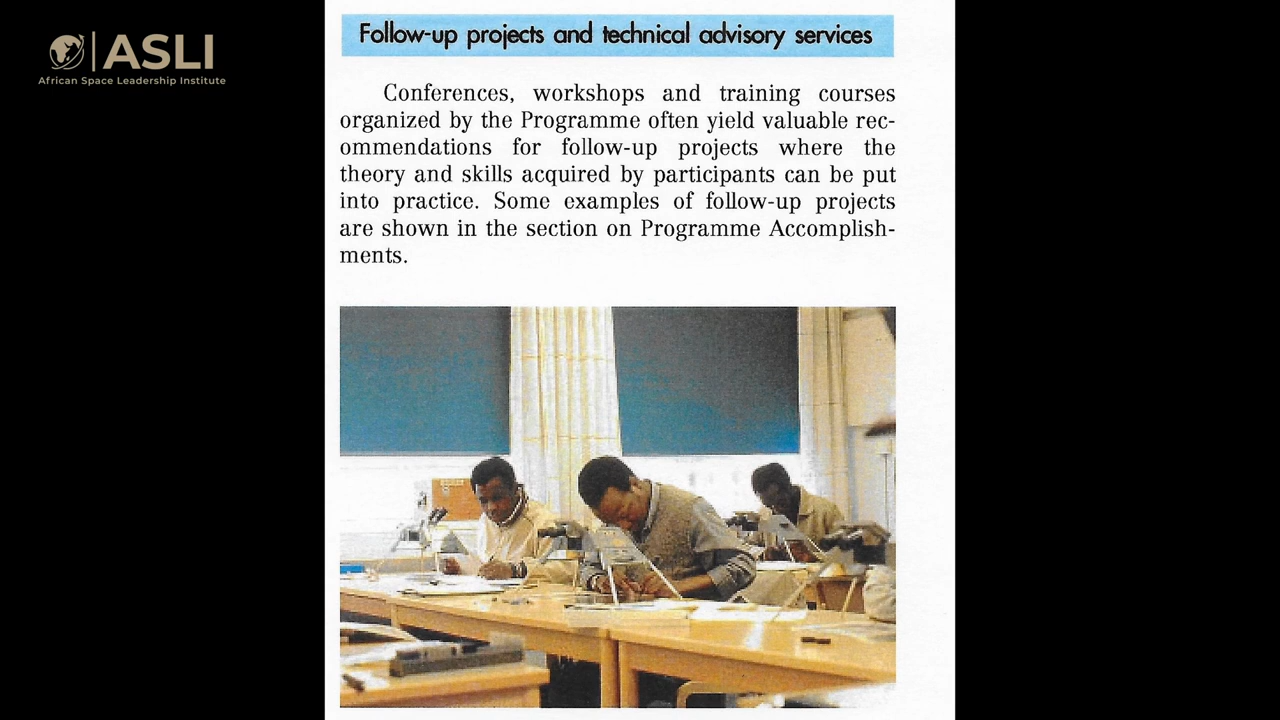 ASLI
African Space Leadership Institute
Follow-up projects and technical advisory services
Conferences, workshops and training courses
organized by the Programme often yield valuable rec-
ommendations for follow-up projects where the
theory and skills acquired by participants can be put
into practice. Some examples of follow-up projects
are shown in the section on Programme Accomplish-
ments.